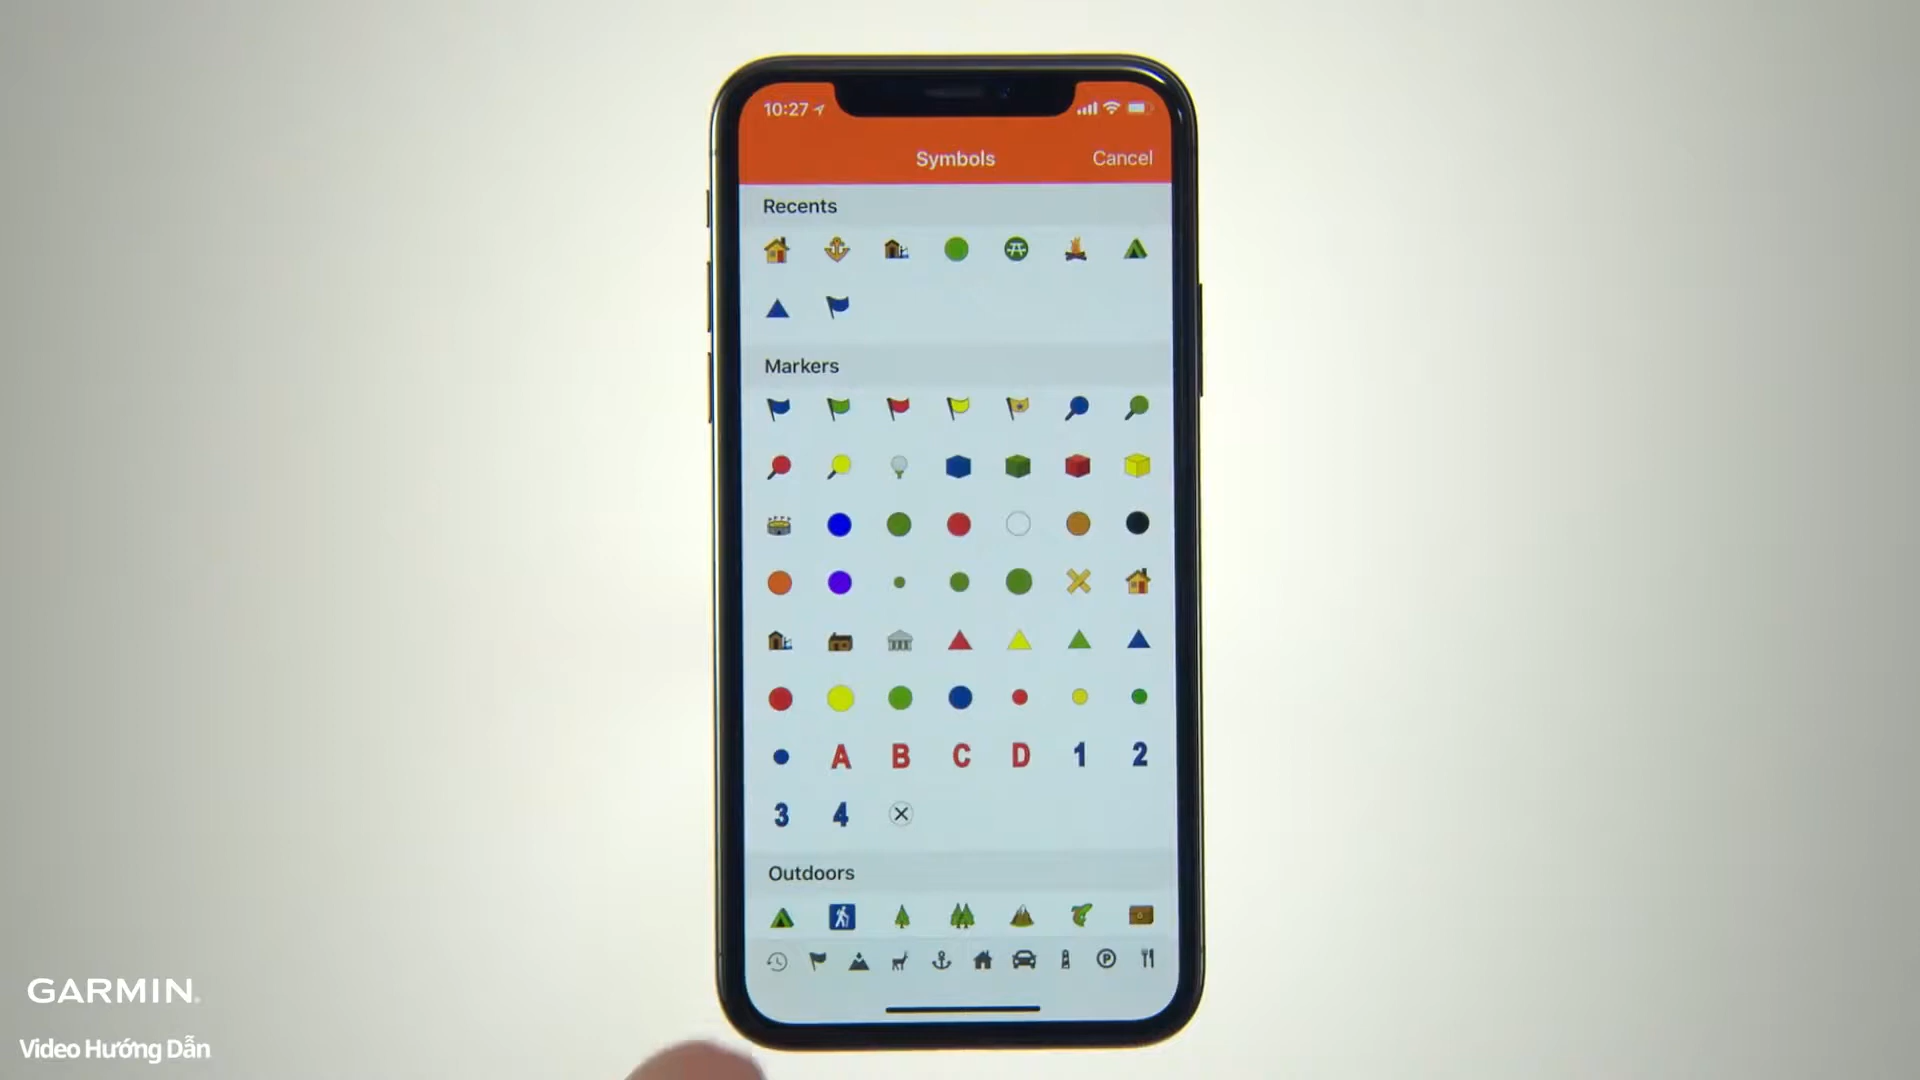 10:27
Symbols
Cancel
Recents
Markers
A B C D 1 2
3 4
Outdoors
P
GARMIN.
Video Hướng Dẫn